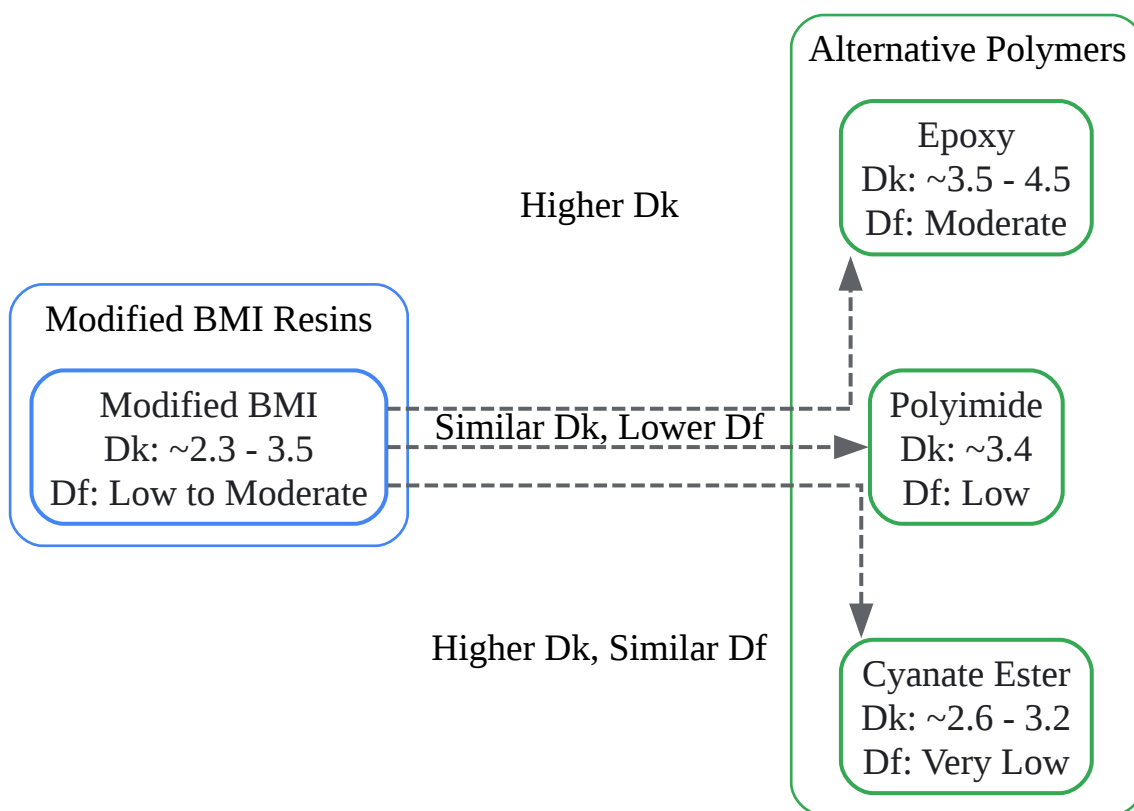 Alternative Polymers
Epoxy
Dk: ~3.5 - 4.5
Df: Moderate
Higher Dk
Modified BMI Resins
Modified BMI
Dk: ~2.3 - 3.5
Df: Low to Moderate
Similar Dk, Lower Df
Polyimide
Dk: ~3.4
Df: Low
Higher Dk, Similar Df
Cyanate Ester
Dk: ~2.6 - 3.2
Df: Very Low